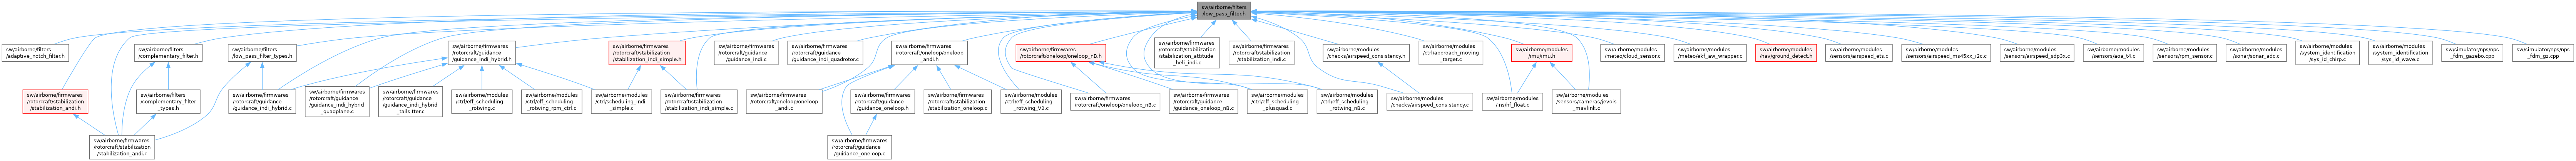 sw/airborne/filters
/low_pass_filter.h
sw/airborne/filters
/adaptive_notch_filter.h
sw/airborne/filters
/complementary_filter.h
sw/airborne/filters
/low_pass_filter_types.h
sw/airborne/firmwares
/rotorcraft/guidance
/guidance_indi_hybrid.h
sw/airborne/firmwares
/rotorcraft/stabilization
/stabilization_indi_simple.h
sw/airborne/firmwares
/rotorcraft/guidance
/guidance_indi.c
sw/airborne/firmwares
/rotorcraft/guidance
/guidance_indi_quadrotor.c
sw/airborne/firmwares
/rotorcraft/oneloop/oneloop
_andi.h
sw/airborne/firmwares
/rotorcraft/oneloop/oneloop_nB.h
sw/airborne/firmwares
/rotorcraft/stabilization
/stabilization_attitude
_heli_indi.c
sw/airborne/firmwares
/rotorcraft/stabilization
/stabilization_indi.c
sw/airborne/modules
/checks/airspeed_consistency.h
sw/airborne/modules
/ctrl/approach_moving
_target.c
sw/airborne/modules
/imu/imu.h
sw/airborne/modules
/meteo/cloud_sensor.c
sw/airborne/modules
/meteo/ekf_aw_wrapper.c
sw/airborne/modules
/nav/ground_detect.h
sw/airborne/modules
/sensors/airspeed_ets.c
sw/airborne/modules
/sensors/airspeed_ms45xx_i2c.c
sw/airborne/modules
/sensors/airspeed_sdp3x.c
sw/airborne/modules
/sensors/aoa_t4.c
sw/airborne/modules
/sensors/rpm_sensor.c
sw/airborne/modules
/sonar/sonar_adc.c
sw/airborne/modules
/system_identification
/sys_id_chirp.c
sw/airborne/modules
/system_identification
/sys_id_wave.c
sw/simulator/nps/nps
_fdm_gazebo.cpp
sw/simulator/nps/nps
_fdm_gz.cpp
sw/airborne/firmwares
/rotorcraft/stabilization
/stabilization_andi.h
sw/airborne/filters
/complementary_filter
_types.h
sw/airborne/firmwares
/rotorcraft/guidance
/guidance_indi_hybrid.c
sw/airborne/firmwares
/rotorcraft/guidance
/guidance_indi_hybrid
_quadplane.c
sw/airborne/firmwares
/rotorcraft/guidance
/guidance_indi_hybrid
_tailsitter.c
sw/airborne/modules
/ctrl/eff_scheduling
_rotwing.c
sw/airborne/modules
/ctrl/eff_scheduling
_rotwing_rpm_ctrl.c
sw/airborne/modules
/ctrl/scheduling_indi
_simple.c
sw/airborne/firmwares
/rotorcraft/stabilization
/stabilization_indi_simple.c
sw/airborne/firmwares
/rotorcraft/oneloop/oneloop
_andi.c
sw/airborne/firmwares
/rotorcraft/guidance
/guidance_oneloop.h
sw/airborne/firmwares
/rotorcraft/stabilization
/stabilization_oneloop.c
sw/airborne/modules
/ctrl/eff_scheduling
_rotwing_V2.c
sw/airborne/firmwares
/rotorcraft/oneloop/oneloop_nB.c
sw/airborne/firmwares
/rotorcraft/guidance
/guidance_oneloop_nB.c
sw/airborne/modules
/ctrl/eff_scheduling
_plusquad.c
sw/airborne/modules
/ctrl/eff_scheduling
_rotwing_nB.c
sw/airborne/modules
/checks/airspeed_consistency.c
sw/airborne/modules
/ins/hf_float.c
sw/airborne/modules
/sensors/cameras/jevois
_mavlink.c
sw/airborne/firmwares
/rotorcraft/stabilization
/stabilization_andi.c
sw/airborne/firmwares
/rotorcraft/guidance
/guidance_oneloop.c